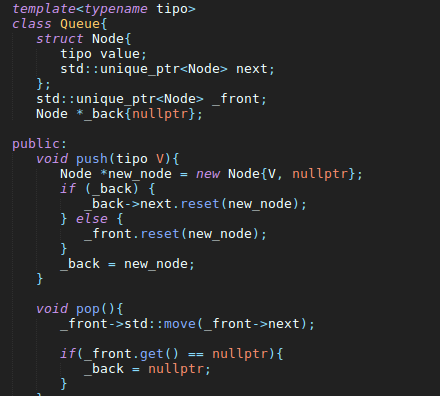 template<typename tipo>
class Queue{
   struct Node{
      tipo value;
      std::unique_ptr<Node> next;
   };
   std::unique_ptr<Node> _front;
   Node *_back{nullptr};

public:
   void push(tipo V){
      Node *new_node = new Node{V, nullptr};
      if (_back) {
         _back->next.reset(new_node);
      } else {
         _front.reset(new_node);
      }
      _back = new_node;
   }

   void pop(){
      _front->std::move(_front->next);

      if(_front.get() == nullptr){
         _back = nullptr;
      }